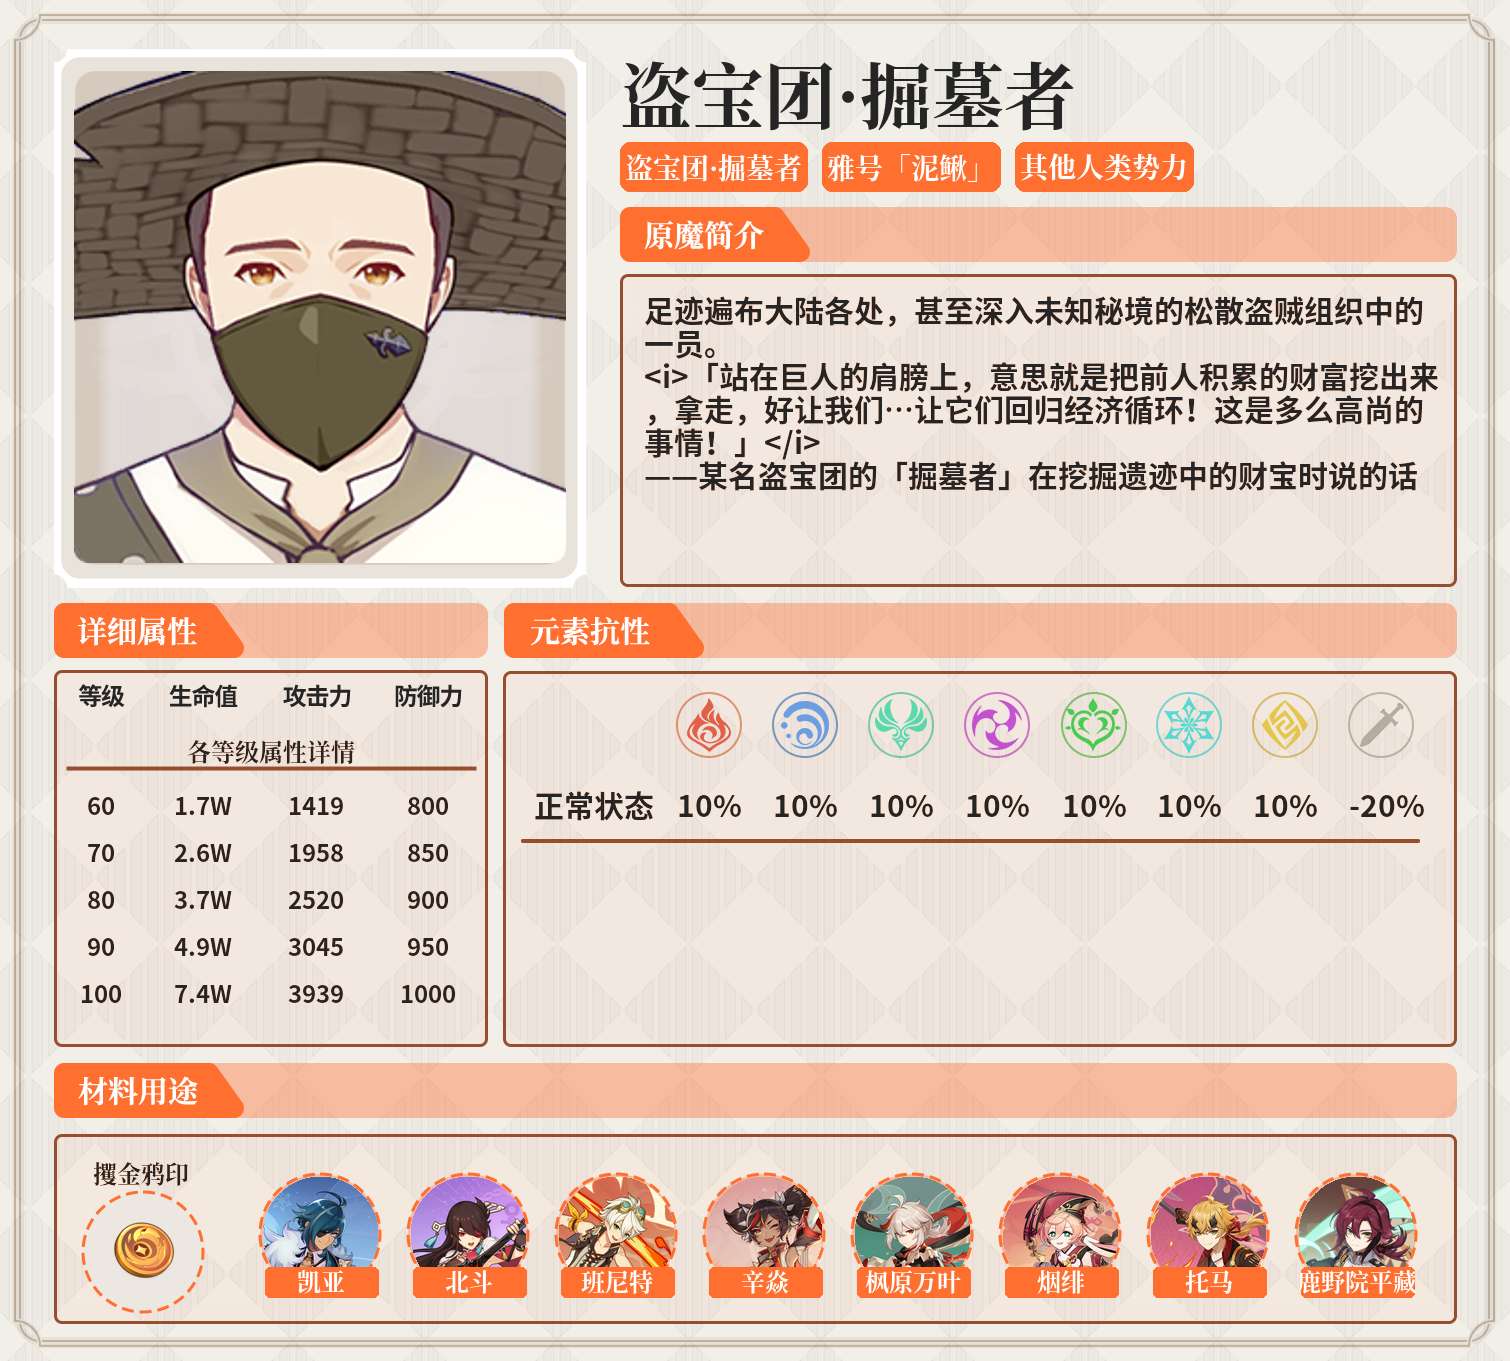 盗宝团·掘墓者
盗宝团·掘墓者 雅号「泥鳅」 其他人类势力
原魔简介
足迹遍布大陆各处，甚至深入未知秘境的松散盗贼组织中的
一员。
<i>「站在巨人的肩膀上，意思就是把前人积累的财富挖出来
，拿走，好让我们…让它们回归经济循环！这是多么高尚的
事情！」</i>
——某名盗宝团的「掘墓者」在挖掘遗迹中的财宝时说的话
详细属性
等级 生命值 攻击力 防御力
各等级属性详情
60 1.7W 1419 800
70 2.6W 1958 850
80 3.7W 2520 900
90 4.9W 3045 950
100 7.4W 3939 1000
元素抗性
正常状态 10% 10% 10% 10% 10% 10% 10% -20%
材料用途
攫金鸦印
凯亚 北斗 班尼特 辛焱 枫原万叶 烟绯 托马 鹿野院平藏